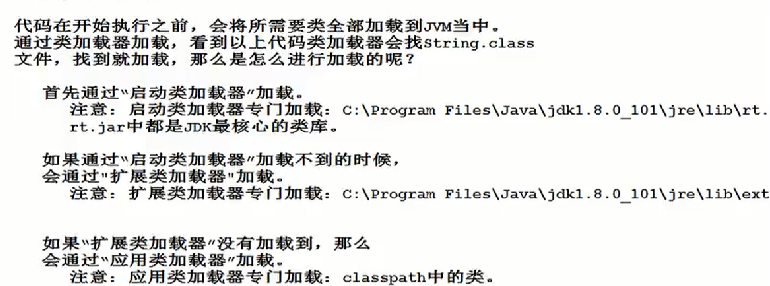 代码在开始执行之前，会将所需要类全部加载到JVM当中。
通过类加载器加载，看到以上代码类加载器会找String.class
文件，找到就加载，那么是怎么进行加载的呢？
首先通过“启动类加载器”加载。
注意：启动类加载器专门加载：C:\Program Files\Java\jdk1.8.0_101\jre\lib\rt.
rt.jar中都是JDK最核心的类库。
如果通过“启动类加载器”加载不到的时候，
会通过"扩展类加载器"加载。
注意：扩展类加载器专门加载：C:\Program Files\Java\jdk1.8.0_101\jre\lib\ext
如果“扩展类加载器”没有加载到，那么
会通过“应用类加载器”加载。
注意：应用类加载器专门加载：classpath中的类。